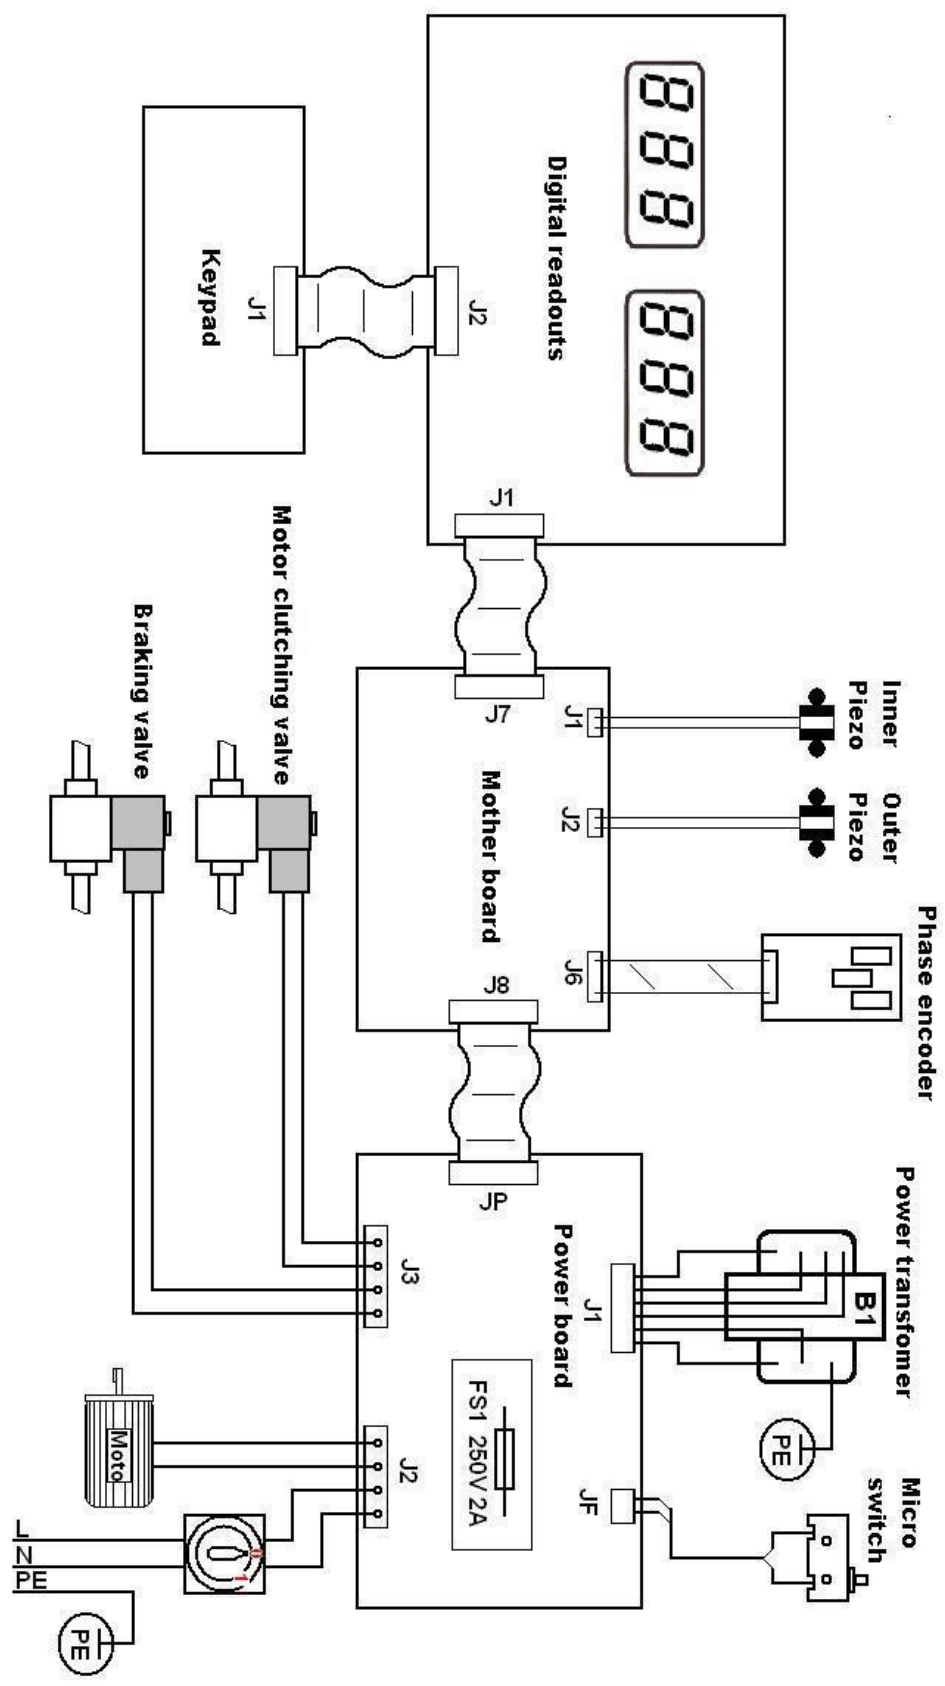 Phase encoder
Power transfomer
Inner
Piezo
Outer
Piezo
Micro
switch
B1
PE
888
888
Digital readouts
J1
J2
J6
J1
JF
Power board
J2
J1
J7
Mother board
J8
JP
FS1 250V 2A
J3
J2
J1
Keypad
Motor clutching valve
Braking valve
Moto
0
1
L
N
PE
PE